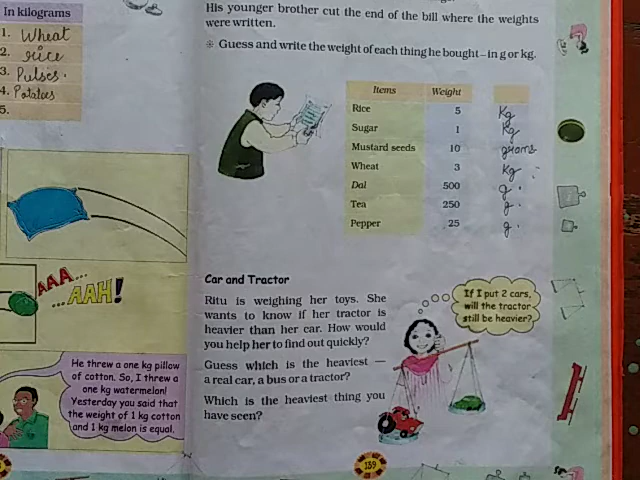 In kilograms
1. Wheat
2. rice
3. Pulses.
4. Potatoes
5.
AAA...
...AAH!
He threw a one kg pillow
of cotton. So, I threw a
one kg watermelon!
Yesterday you said that
the weight of 1 kg cotton
and 1 kg melon is equal.
His younger brother cut the end of the bill where the weights
were written.
Guess and write the weight of each thing he bought – in g or kg.
Items Weight
Rice 5 Kg
Sugar 1 Kg
Mustard seeds 10 grams
Wheat 3 Kg
Dal 500 g.
Tea 250 g.
Pepper 25 g.
Car and Tractor
Ritu is weighing her toys. She
wants to know if her tractor is
heavier than her car. How would
you help her to find out quickly?
Guess which is the heaviest —
a real car, a bus or a tractor?
Which is the heaviest thing you
have seen?
If I put 2 cars,
will the tractor
still be heavier?
159